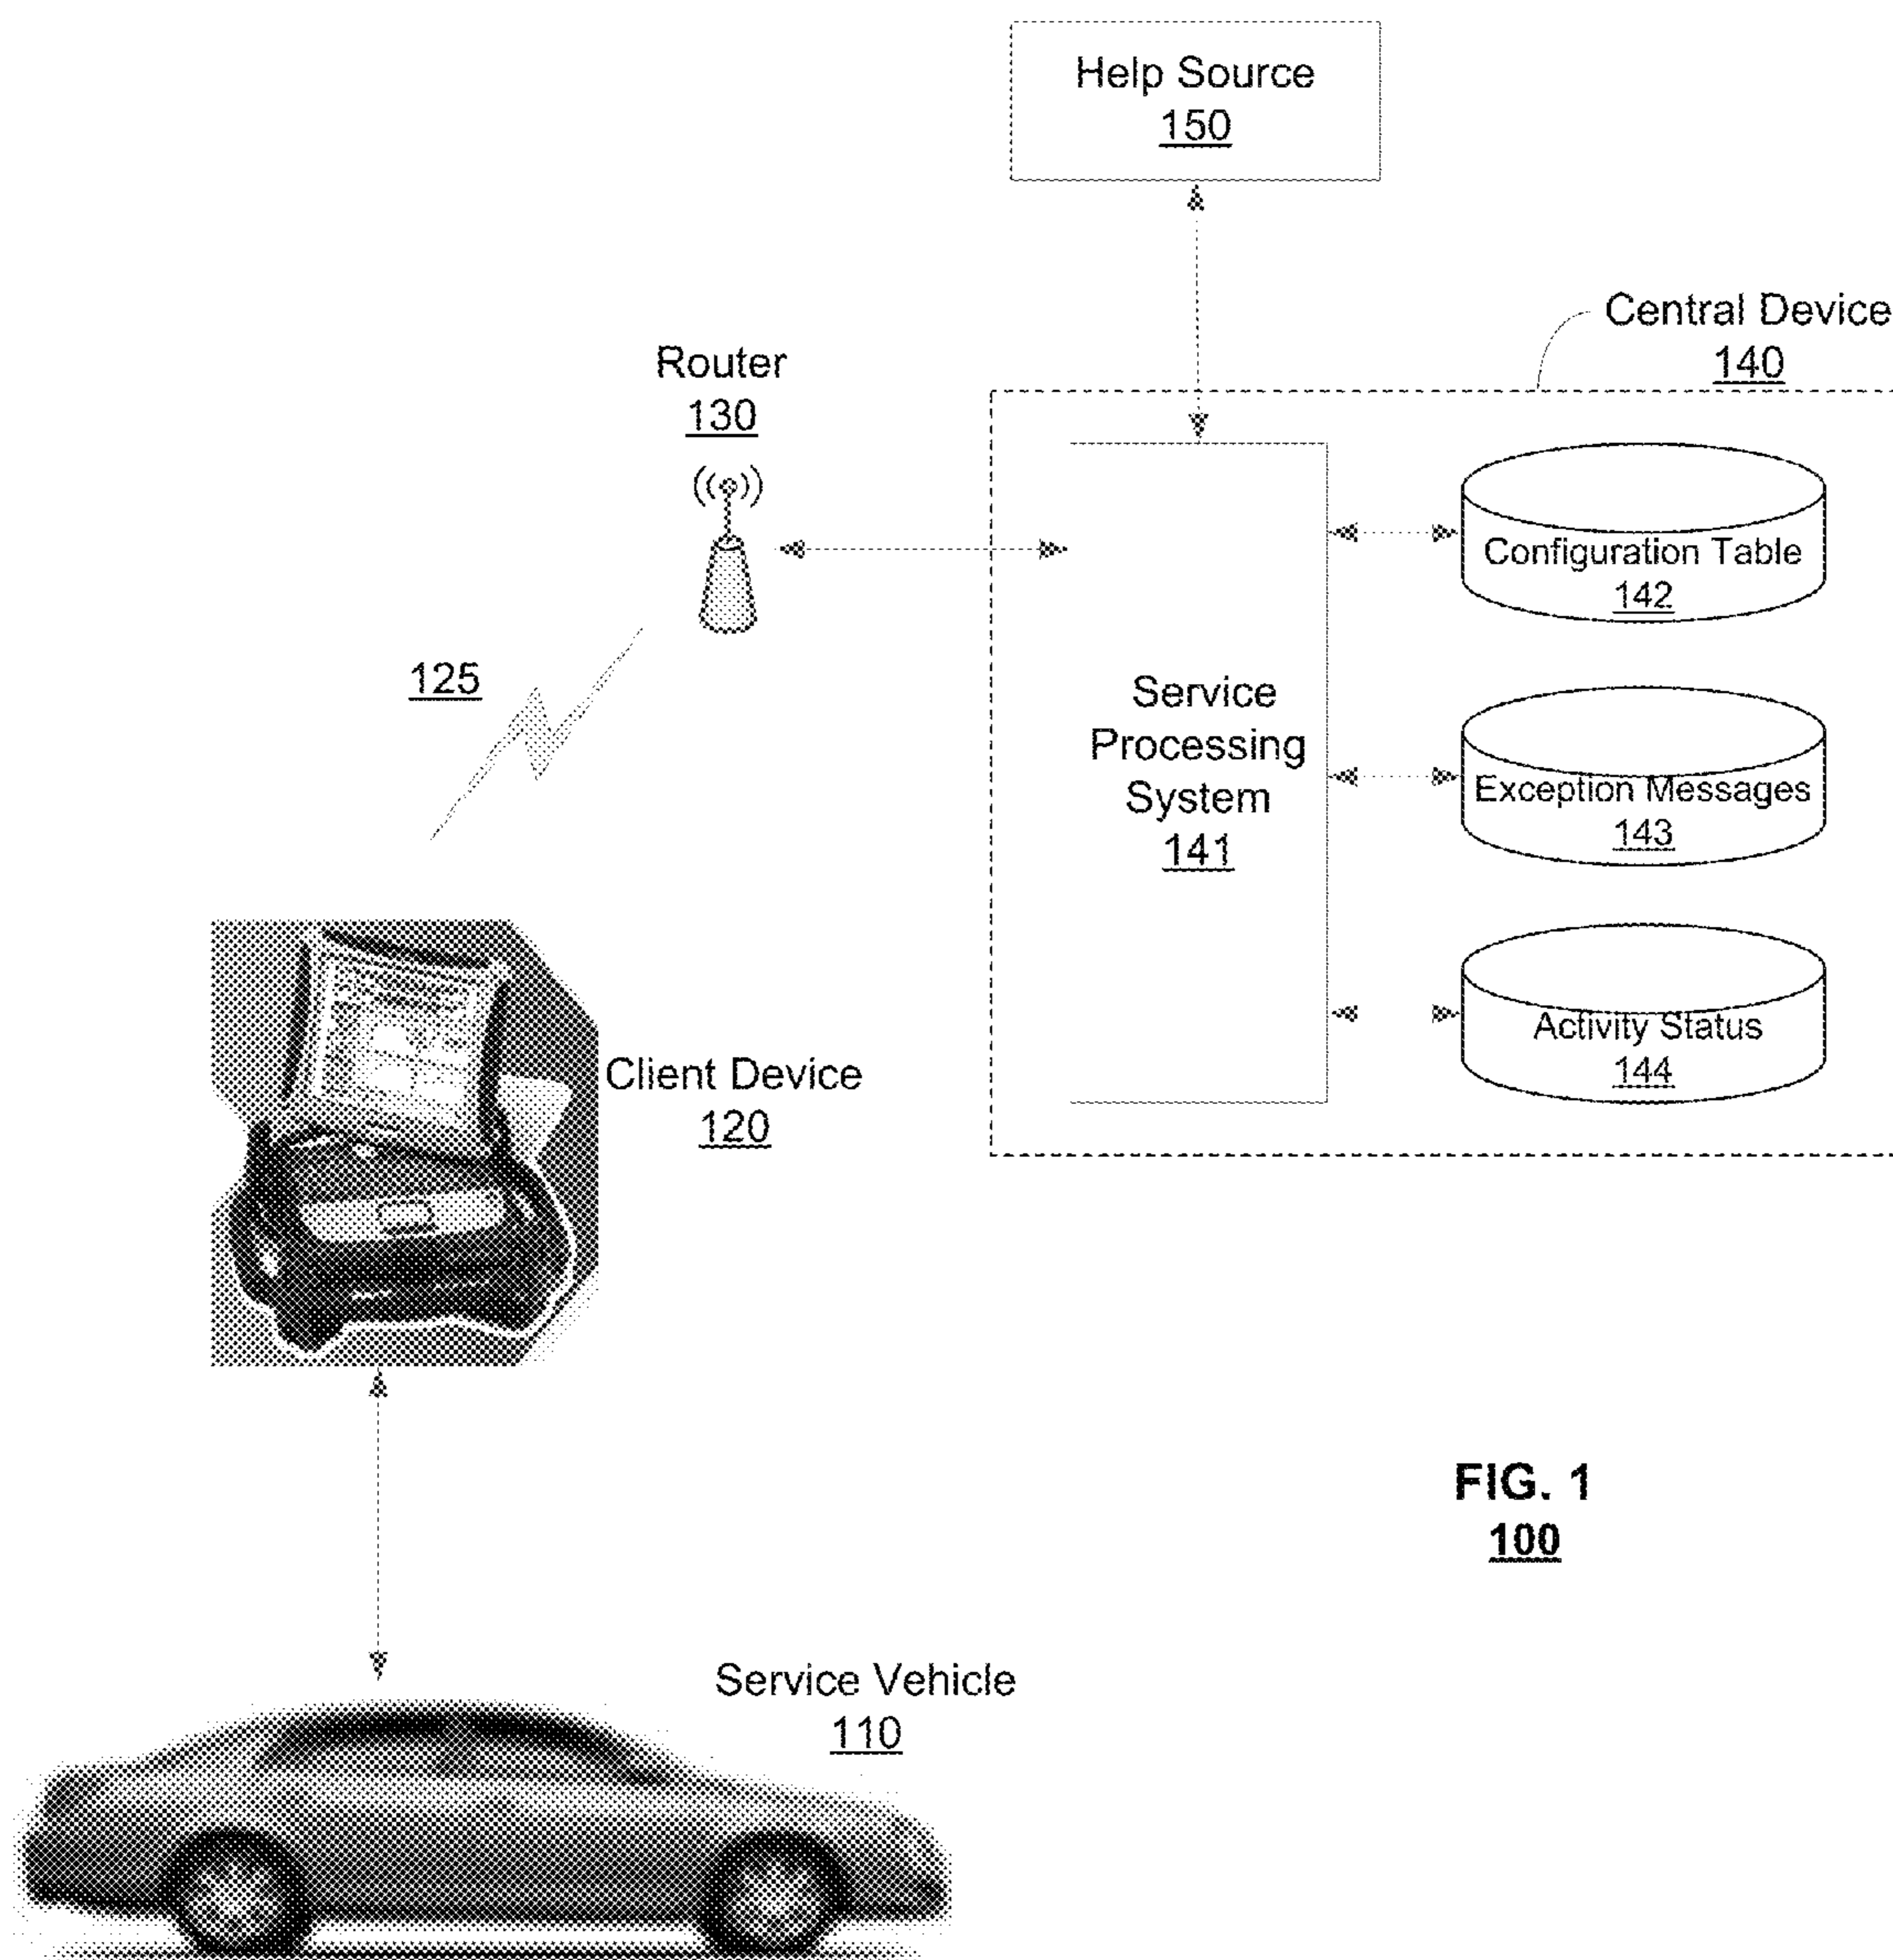 Help Source
150
Central Device
140
Router
130
Configuration Table
142
125
Service
Processing
System
141
Exception Messages
143
Activity Status
144
Client Device
120
FIG. 1
100
Service Vehicle
110